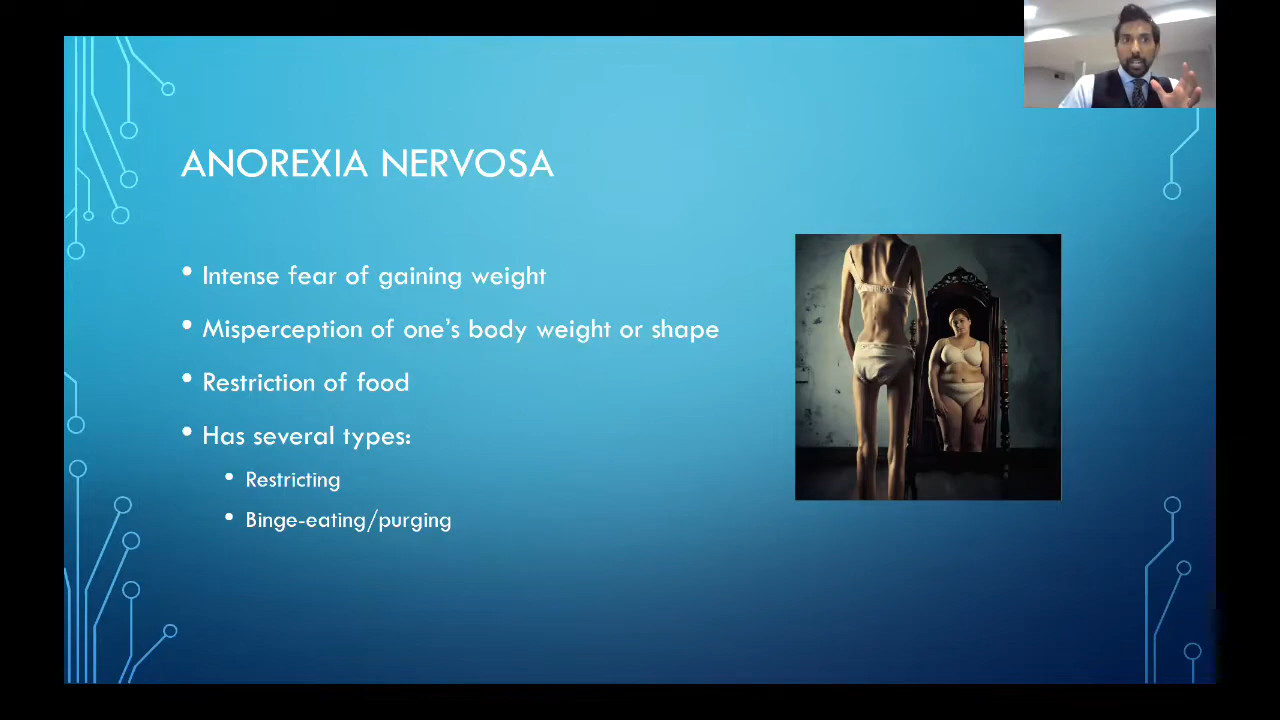 ANOREXIA NERVOSA
• Intense fear of gaining weight
• Misperception of one's body weight or shape
• Restriction of food
• Has several types:
• Restricting
• Binge-eating/purging